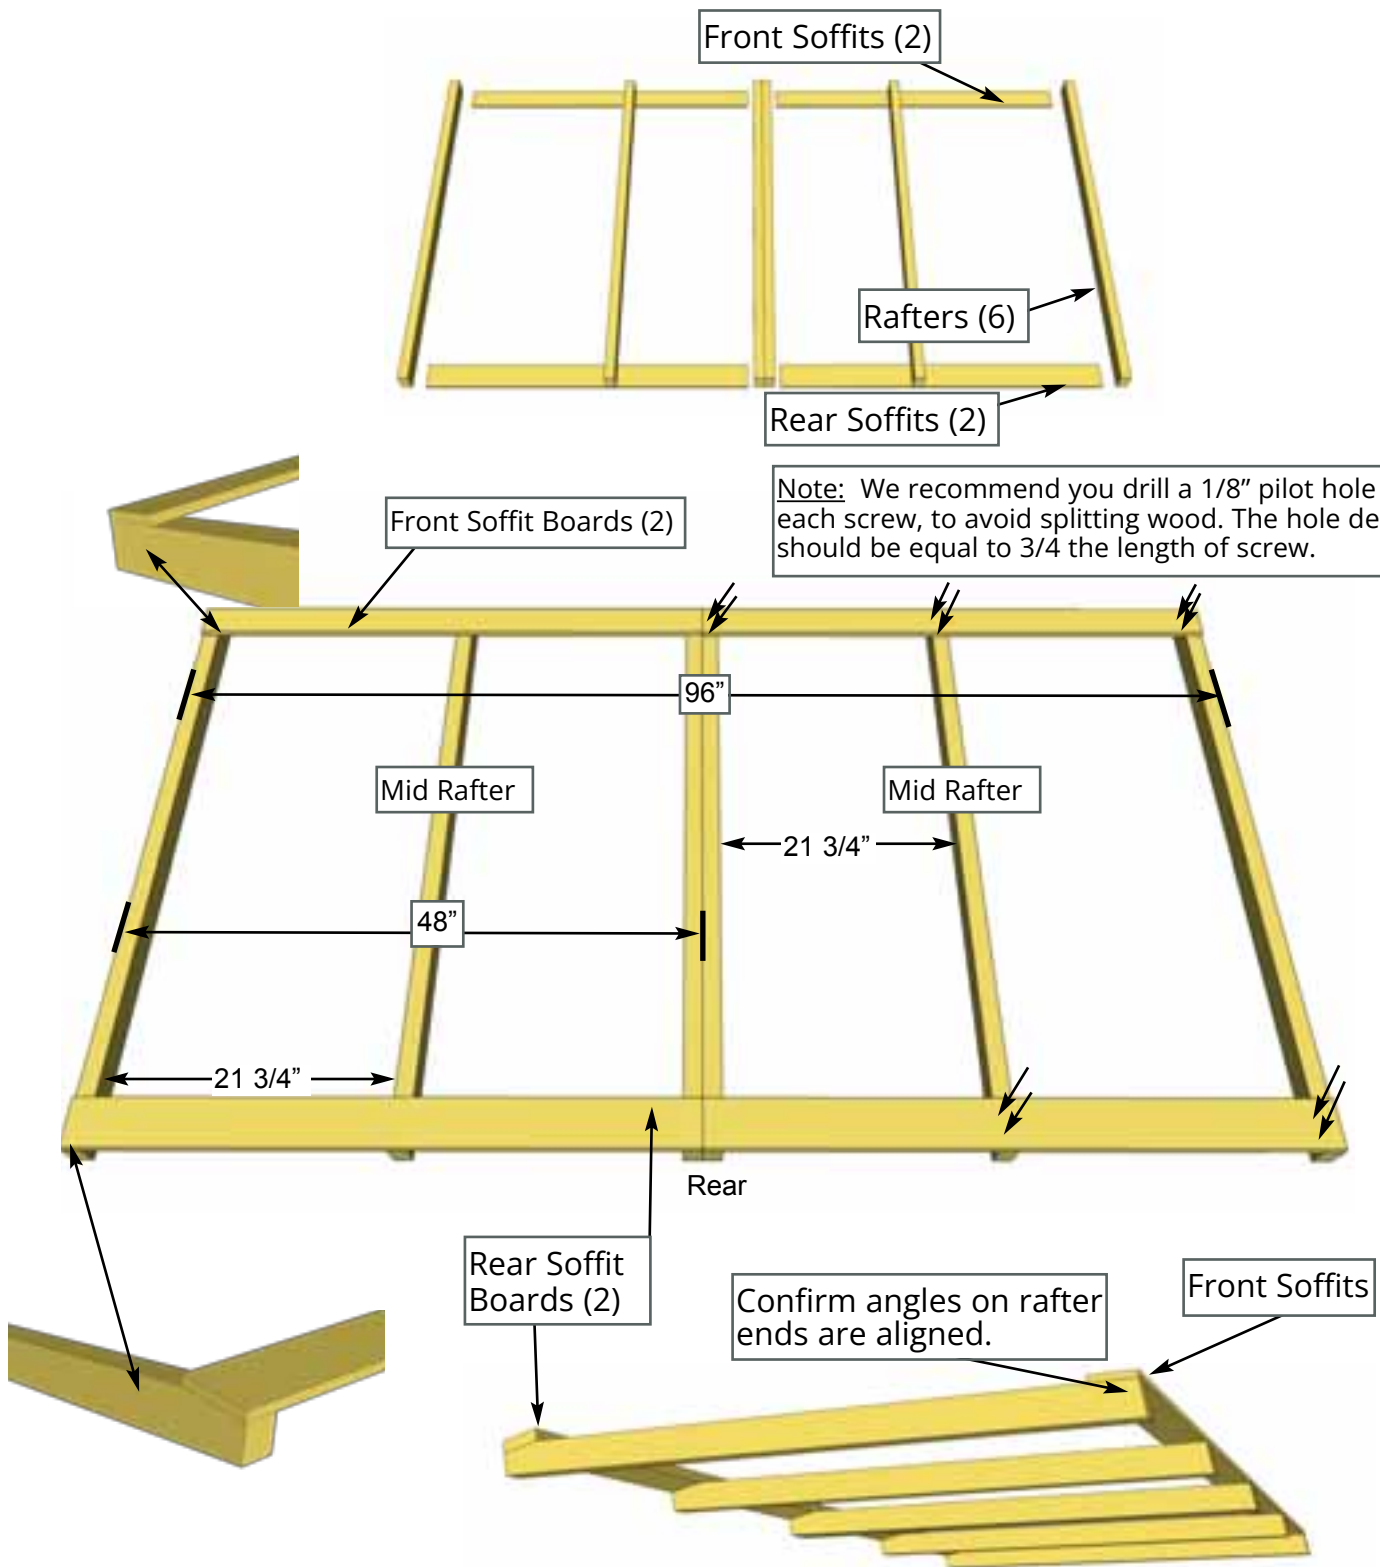 Front Soffits (2)
Rafters (6)
Rear Soffits (2)
Note: We recommend you drill a 1/8” pilot hole
each screw, to avoid splitting wood. The hole de
should be equal to 3/4 the length of screw.
Front Soffit Boards (2)
96”
Mid Rafter
Mid Rafter
21 3/4”
48”
21 3/4”
Rear
Rear Soffit
Boards (2)
Confirm angles on rafter
ends are aligned.
Front Soffits